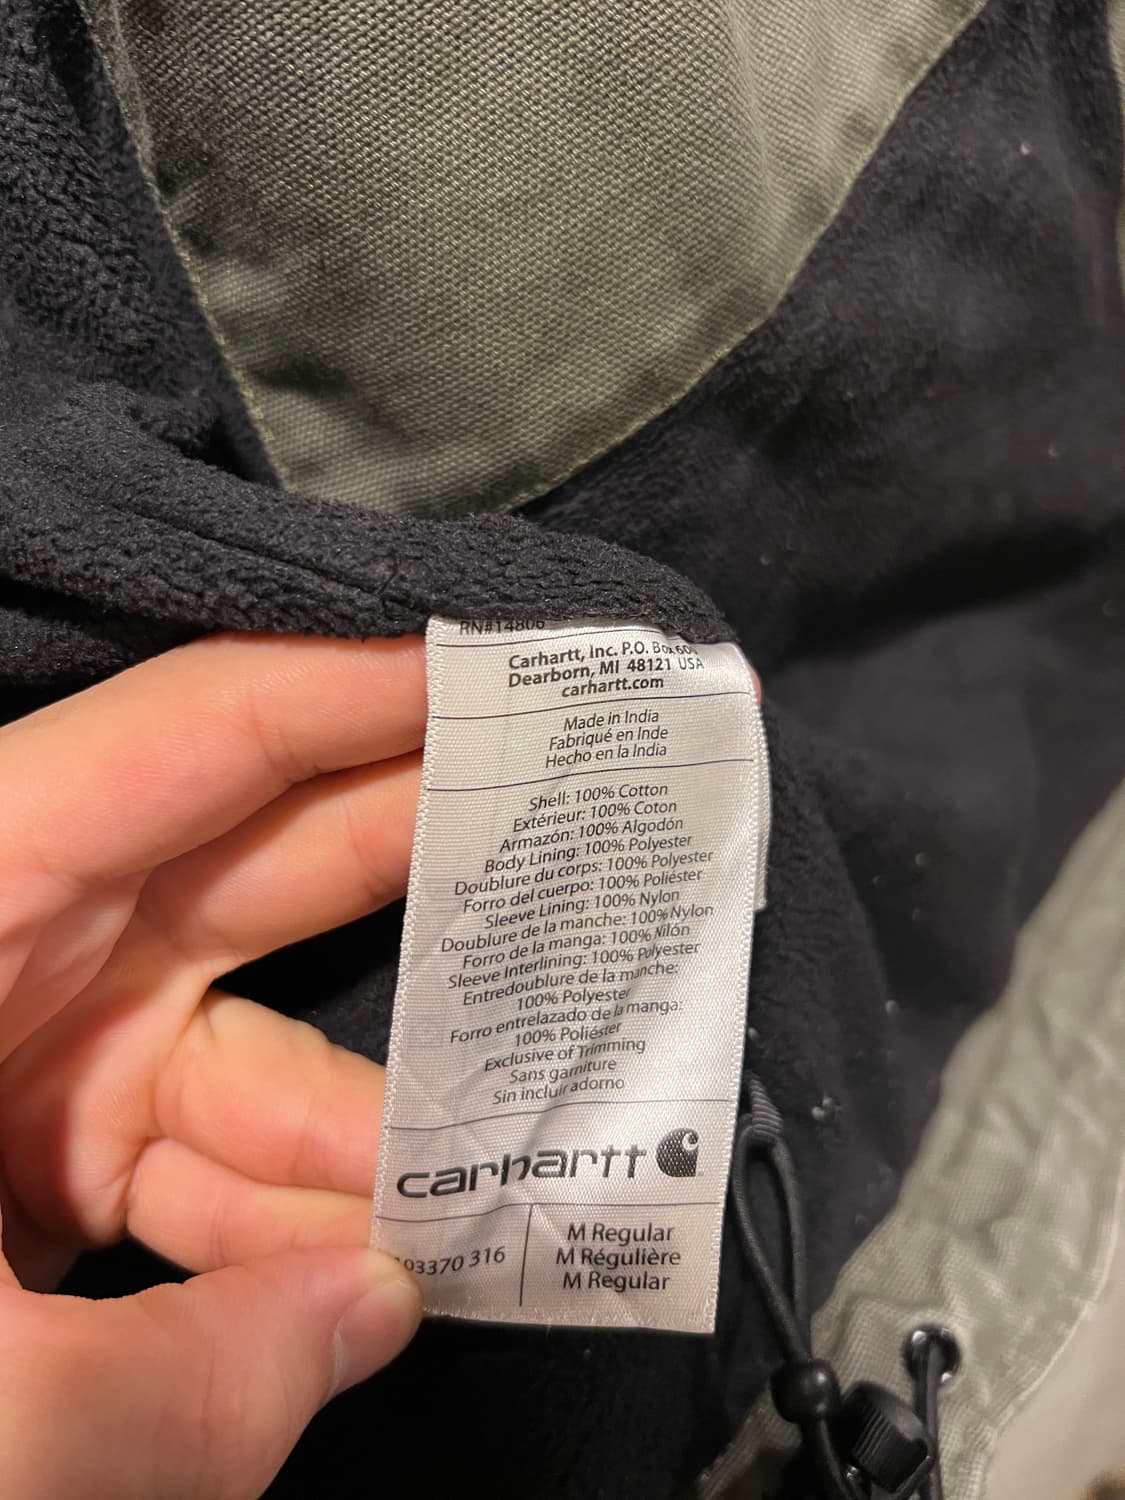 RN#14806
Carhartt, Inc. P.O. Box
Dearborn, MI 48121 USA
carhartt.com
Made in India
Fabriqué en Inde
Hecho en la India
Shell: 100% Cotton
Extérieur: 100% Coton
Armazón: 100% Algodón
Body Lining: 100% Polyester
Doublure du corps: 100% Polyester
Forro del cuerpo: 100% Poliéster
Sleeve Lining: 100% Nylon
Doublure de la manche: 100% Nylon
Forro de la manga: 100% Nilón
Sleeve Interlining: 100% Polyester
Entredoublure de la manche:
100% Polyester
Forro entrelazado de la manga:
100% Poliéster
Exclusive of Trimming
Sans garniture
Sin incluir adorno
carhartt
316
M Regular
M Régulière
M Regular